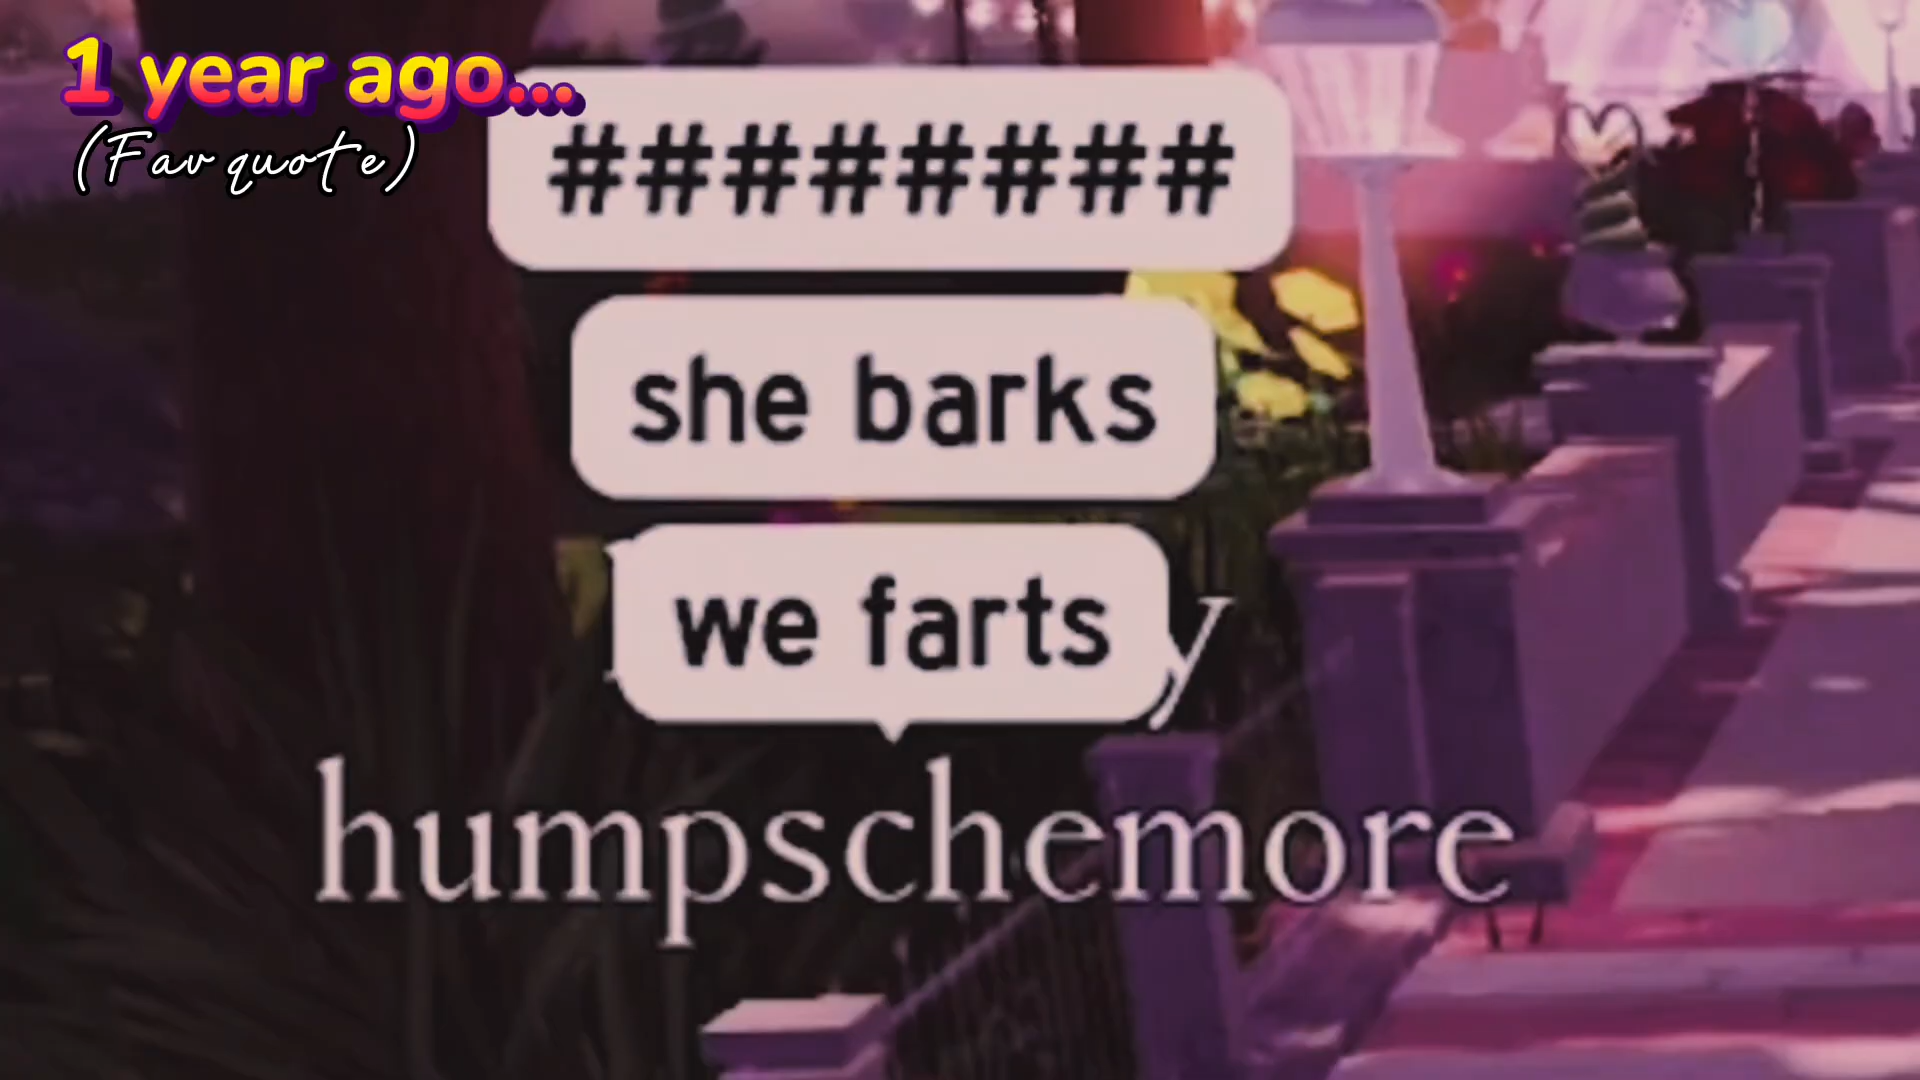 1 year ago...
(Fav quote)
########
she barks
we farts
humpschemore